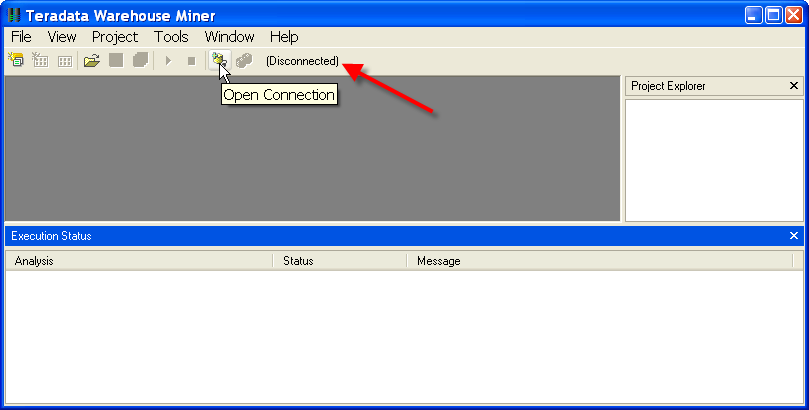 Teradata Warehouse Miner
File View Project Tools Window Help
(Disconnected)
Open Connection
Project Explorer
Execution Status
Analysis Status Message